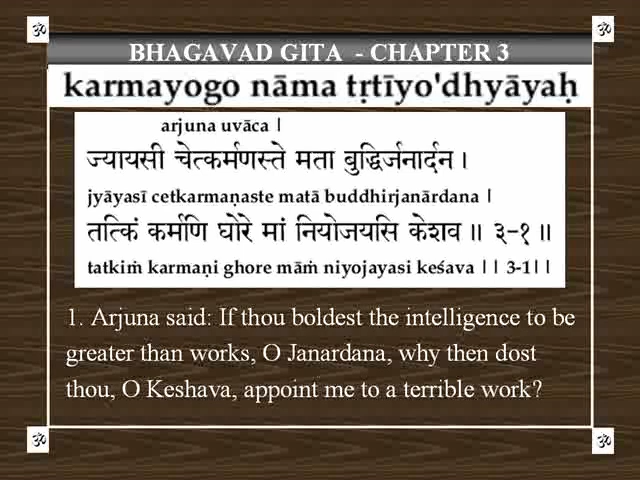 ॐ ॐ
BHAGAVAD GITA - CHAPTER 3
karmayogo nāma tṛtīyo'dhyāyaḥ
arjuna uvāca |
ज्यायसी चेत्कर्मणस्ते मता बुद्धिर्जनार्दन ।
jyāyasī cetkarmaṇaste matā buddhirjanārdana |
तत्किं कर्मणि घोरे मां नियोजयसि केशव ॥ ३-१ ॥
tatkiṁ karmaṇi ghore māṁ niyojayasi keśava || 3-1||
1. Arjuna said: If thou boldest the intelligence to be
greater than works, O Janardana, why then dost
thou, O Keshava, appoint me to a terrible work?
ॐ ॐ